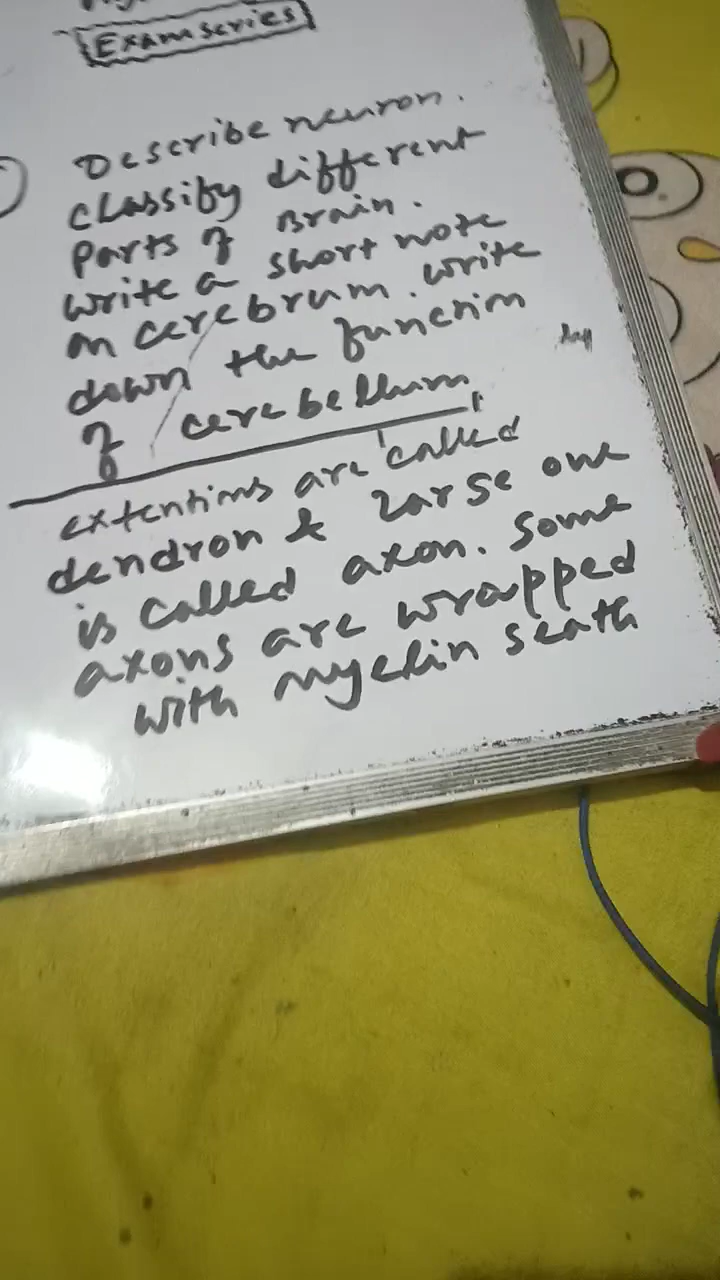 Exam series
Describe neuron.
classify different
parts of Brain.
write a short note
on cerebrum. write
down the function
of cerebellum
extentions are called
dendron & larse one
is called axon. Some
axons are wrapped
with myelin seath